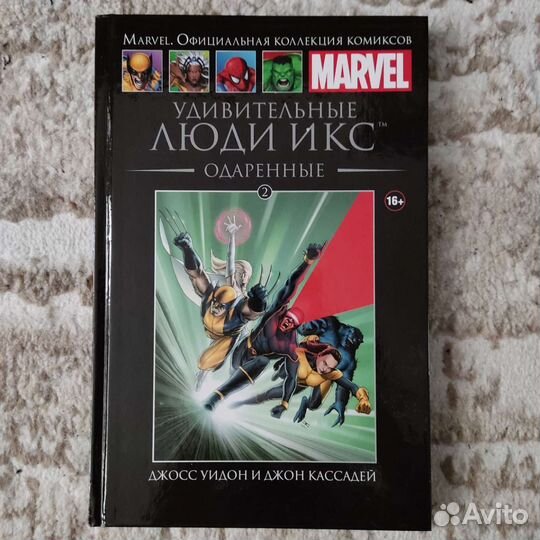 Marvel. Официальная коллекция комиксов
MARVEL
УДИВИТЕЛЬНЫЕ
ЛЮДИ ИКС™
ОДАРЕННЫЕ
2
16+
ДЖОСС УИДОН И ДЖОН КАССАДЕЙ
Avito